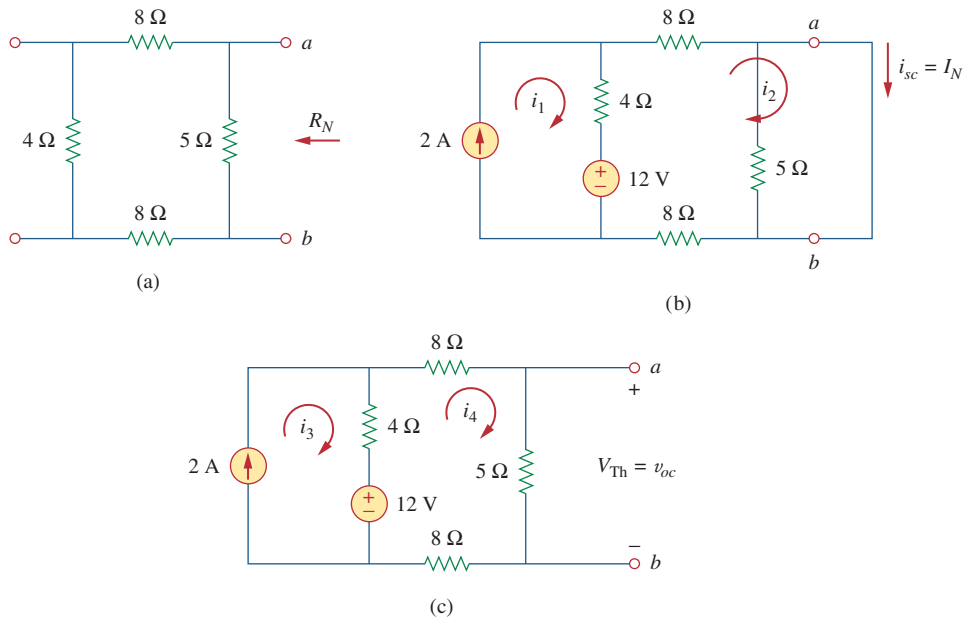 8 Ω
a
4 Ω
5 Ω
R_N
8 Ω
b
(a)
8 Ω
a
i_sc = I_N
i_1
4 Ω
i_2
2 A
5 Ω
+
−
12 V
8 Ω
b
(b)
8 Ω
a
+
i_3
4 Ω
i_4
2 A
5 Ω
V_Th = v_oc
+
−
12 V
8 Ω
−
b
(c)